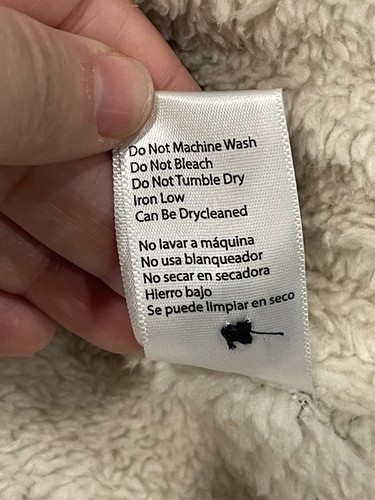 Do Not Machine Wash
Do Not Bleach
Do Not Tumble Dry
Iron Low
Can Be Drycleaned
No lavar a máquina
No usa blanqueador
No secar en secadora
Hierro bajo
Se puede limpiar en seco